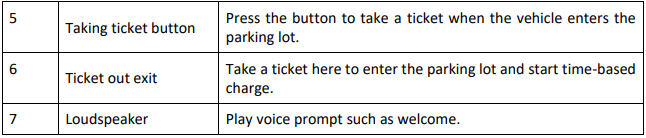 5 Taking ticket button Press the button to take a ticket when the vehicle enters the
parking lot.
6 Ticket out exit Take a ticket here to enter the parking lot and start time-based
charge.
7 Loudspeaker Play voice prompt such as welcome.